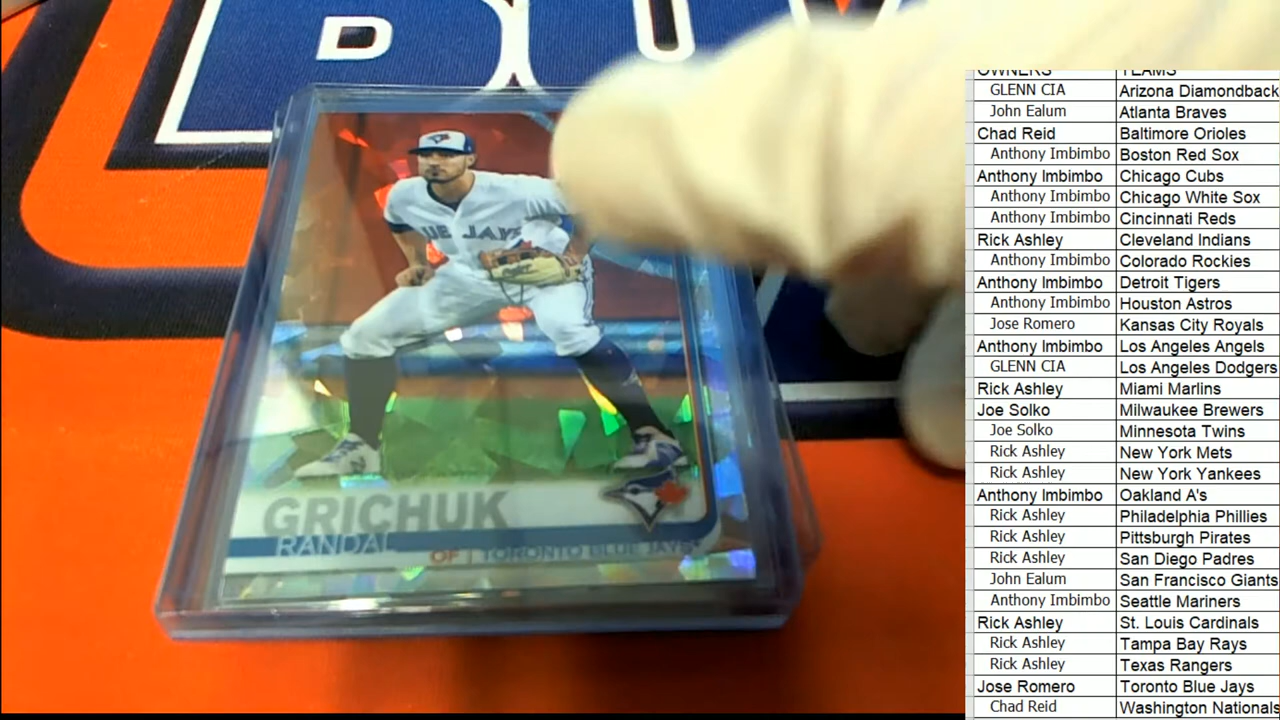 B
UE JAYS
GRICHUK
RANDAL
OF | TORONTO BLUE JAYS
OWNERS TEAMS
GLENN CIA Arizona Diamondback
John Ealum Atlanta Braves
Chad Reid Baltimore Orioles
Anthony Imbimbo Boston Red Sox
Anthony Imbimbo Chicago Cubs
Anthony Imbimbo Chicago White Sox
Anthony Imbimbo Cincinnati Reds
Rick Ashley Cleveland Indians
Anthony Imbimbo Colorado Rockies
Anthony Imbimbo Detroit Tigers
Anthony Imbimbo Houston Astros
Jose Romero Kansas City Royals
Anthony Imbimbo Los Angeles Angels
GLENN CIA Los Angeles Dodgers
Rick Ashley Miami Marlins
Joe Solko Milwaukee Brewers
Joe Solko Minnesota Twins
Rick Ashley New York Mets
Rick Ashley New York Yankees
Anthony Imbimbo Oakland A's
Rick Ashley Philadelphia Phillies
Rick Ashley Pittsburgh Pirates
Rick Ashley San Diego Padres
John Ealum San Francisco Giants
Anthony Imbimbo Seattle Mariners
Rick Ashley St. Louis Cardinals
Rick Ashley Tampa Bay Rays
Rick Ashley Texas Rangers
Jose Romero Toronto Blue Jays
Chad Reid Washington Nationals